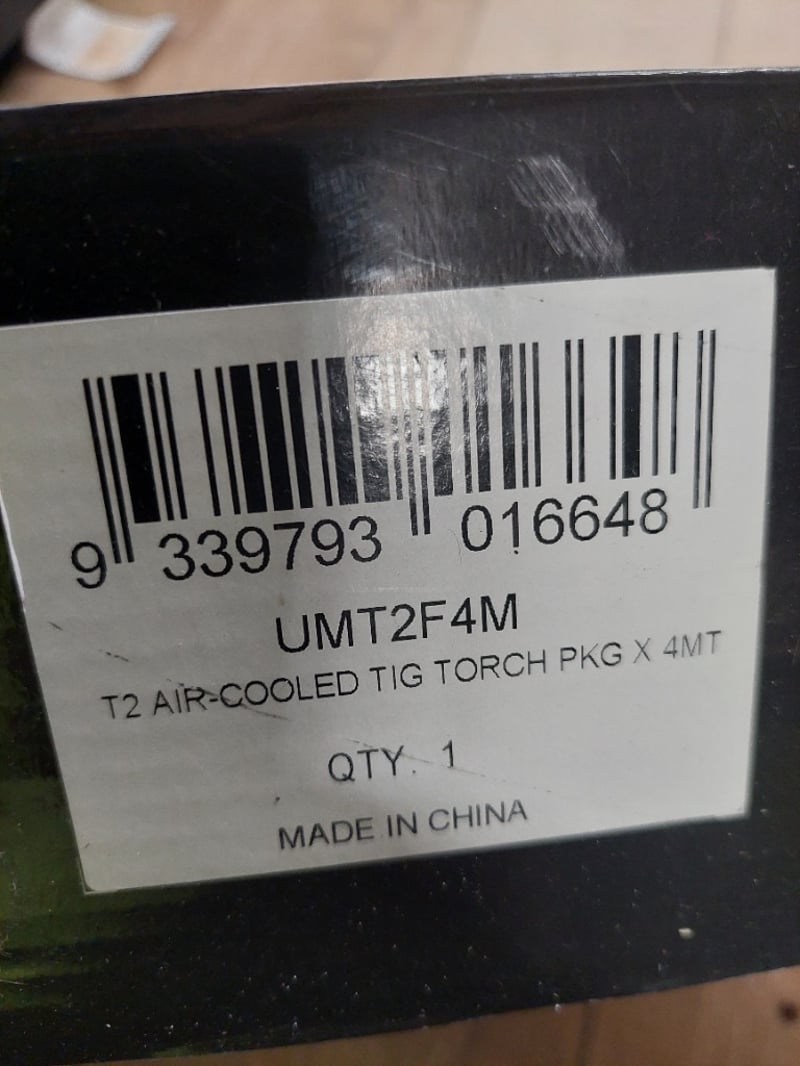 9 339793 016648
UMT2F4M
T2 AIR-COOLED TIG TORCH PKG X 4MT
QTY. 1
MADE IN CHINA